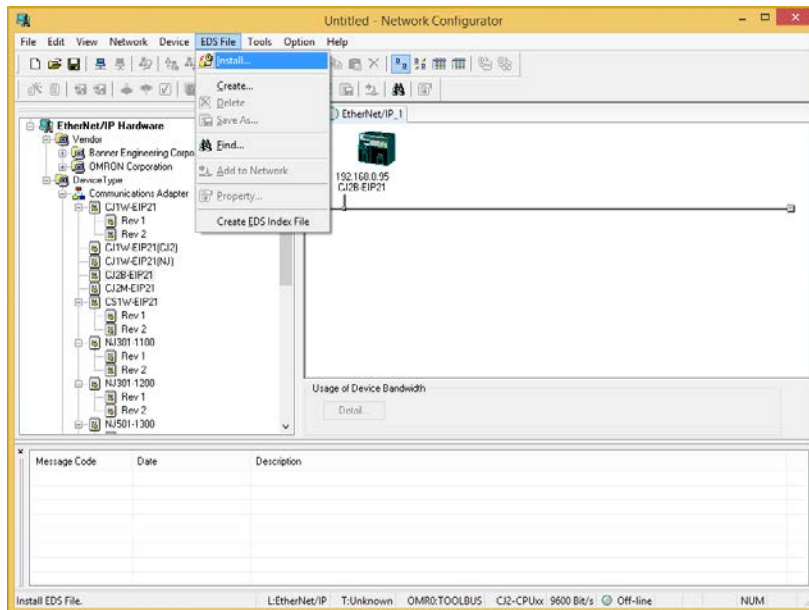 Untitled - Network Configurator
File Edit View Network Device EDS File Tools Option Help
Install...
Create...
Delete
Save As...
Find...
Add to Network
Property...
Create EDS Index File
EtherNet/IP Hardware
Vendor
Banner Engineering Corpo
OMRON Corporation
DeviceType
Communications Adapter
CJ1W-EIP21
Rev 1
Rev 2
CJ1W-EIP21(CJ2)
CJ1W-EIP21(NJ)
CJ2B-EIP21
CJ2M-EIP21
CS1W-EIP21
Rev 1
Rev 2
NJ301-1100
Rev 1
Rev 2
NJ301-1200
Rev 1
Rev 2
NJ501-1300
EtherNet/IP_1
192.168.0.95
CJ2B-EIP21
Usage of Device Bandwidth
Detail...
Message Code Date Description
Install EDS File. L:EtherNet/IP T:Unknown OMR0:TOOLBUS CJ2-CPUxx 9600 Bit/s Off-line NUM